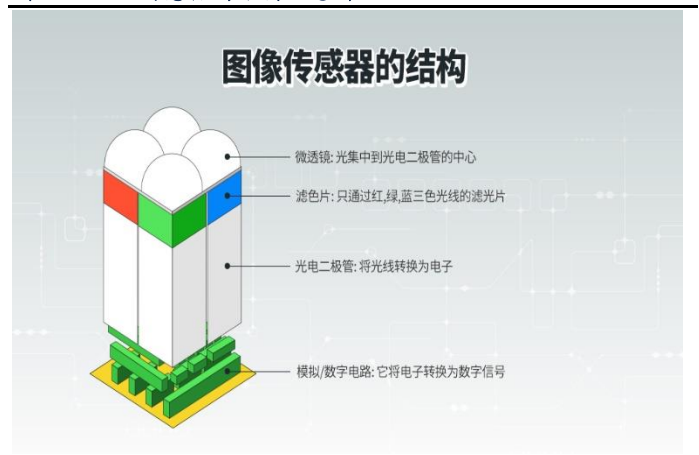 图像传感器的结构
微透镜: 光集中到光电二极管的中心
滤色片: 只通过红,绿,蓝三色光线的滤光片
光电二极管: 将光线转换为电子
模拟/数字电路: 它将电子转换为数字信号